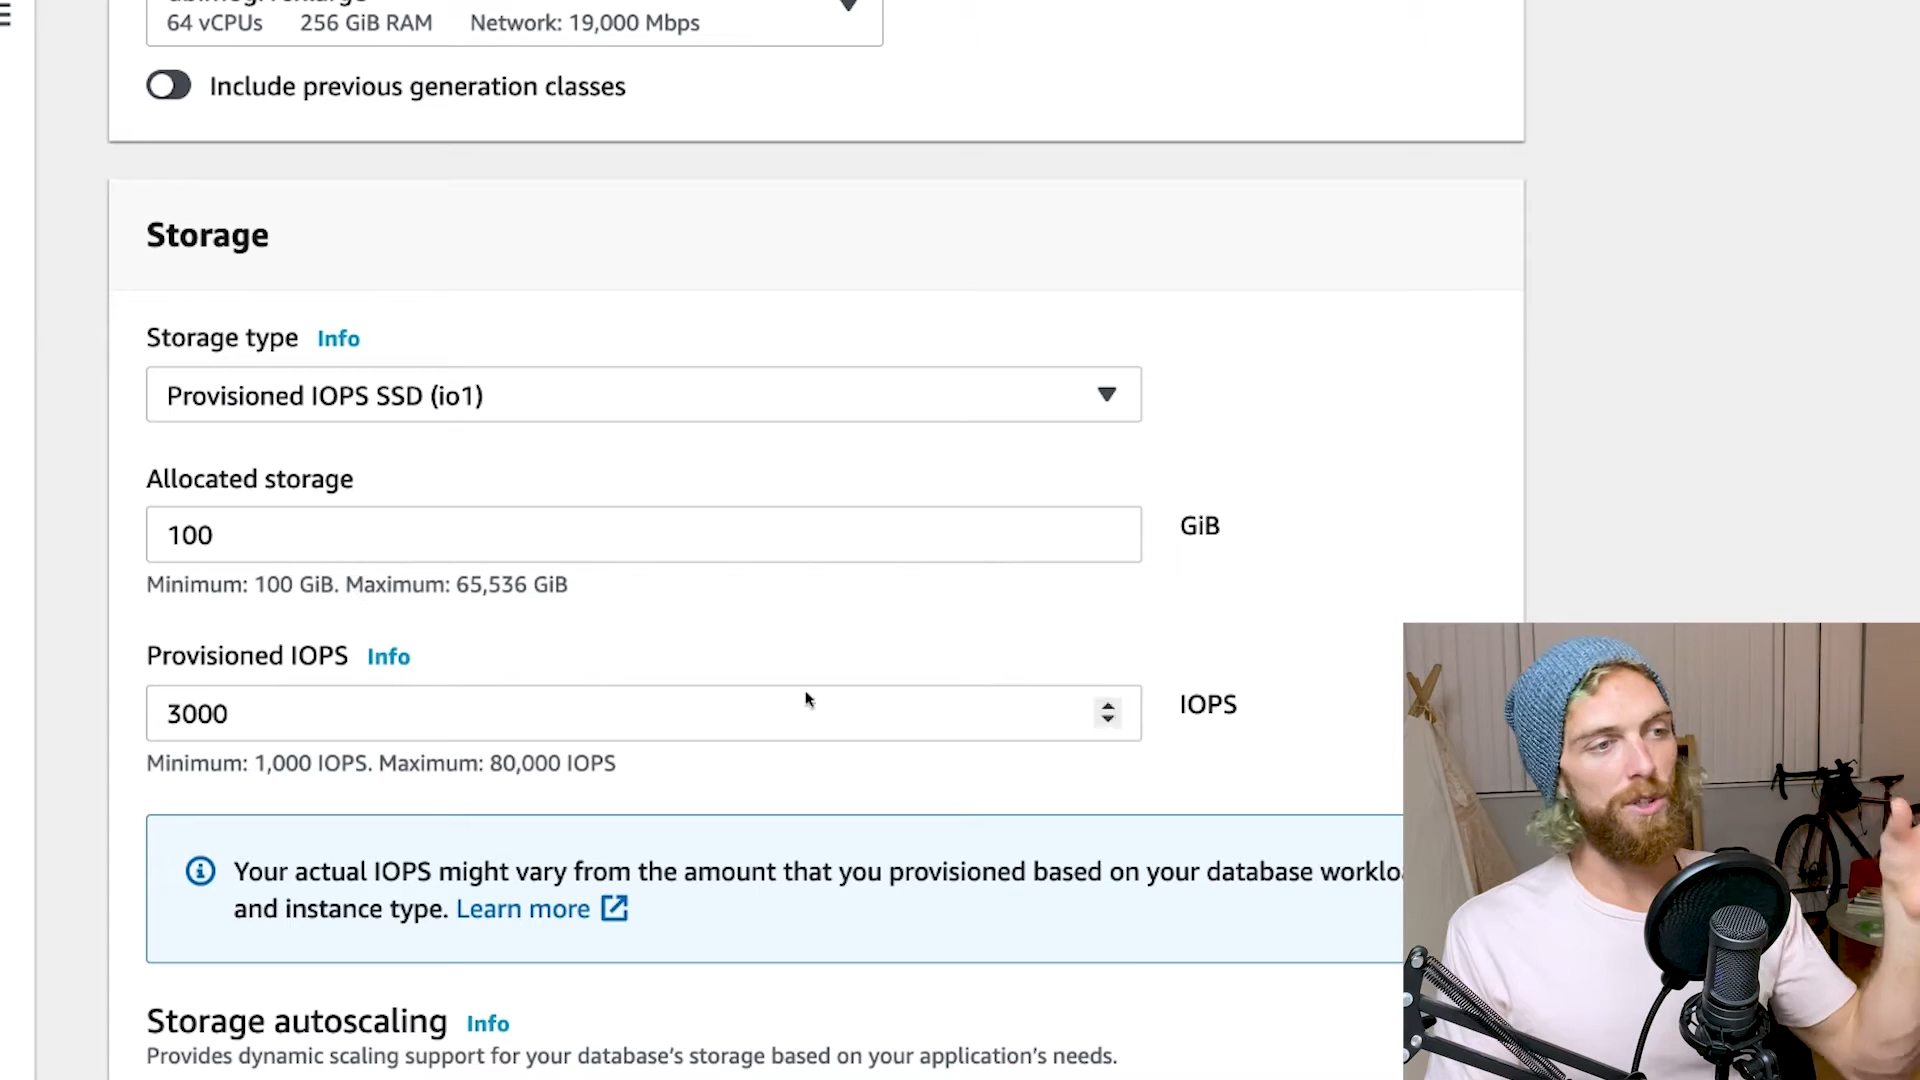 64 vCPUs 256 GiB RAM Network: 19,000 Mbps
Include previous generation classes
Storage
Storage type Info
Provisioned IOPS SSD (io1)
Allocated storage
100 GiB
Minimum: 100 GiB. Maximum: 65,536 GiB
Provisioned IOPS Info
3000 IOPS
Minimum: 1,000 IOPS. Maximum: 80,000 IOPS
Your actual IOPS might vary from the amount that you provisioned based on your database
and instance type. Learn more
Storage autoscaling Info
Provides dynamic scaling support for your database's storage based on your application's needs.